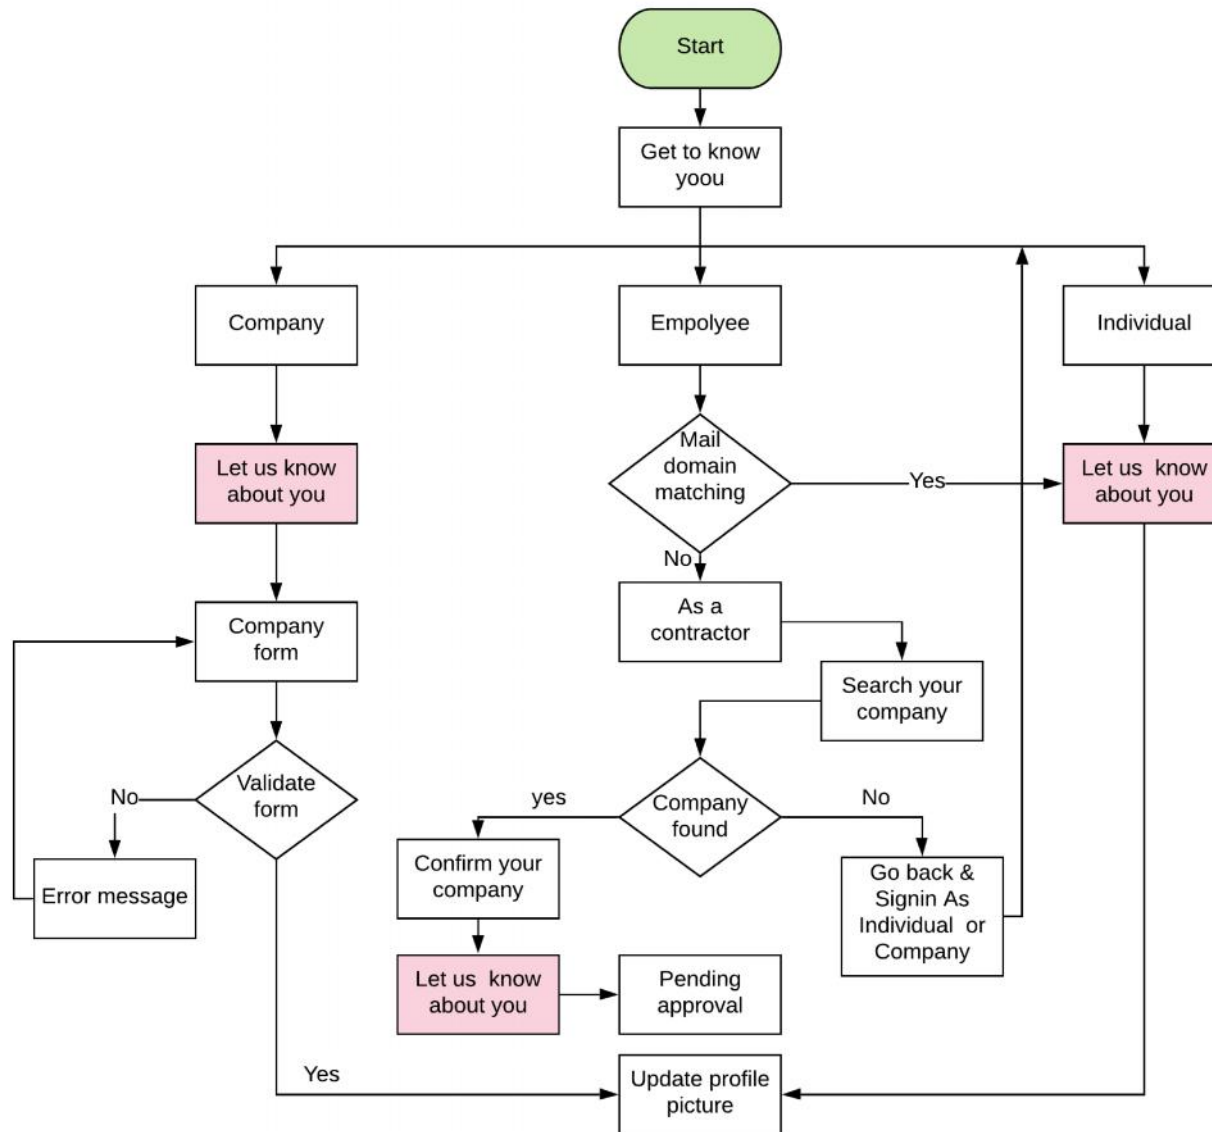 Start
Get to know
yoou
Company
Empolyee
Individual
Let us know
about you
Mail
domain
matching
Yes
Let us  know
about you
No
As a
contractor
Company
form
Search your
company
Validate
form
No
yes
Company
found
No
Error message
Confirm your
company
Go back &
Signin As
Individual  or
Company
Let us  know
about you
Pending
approval
Yes
Update profile
picture